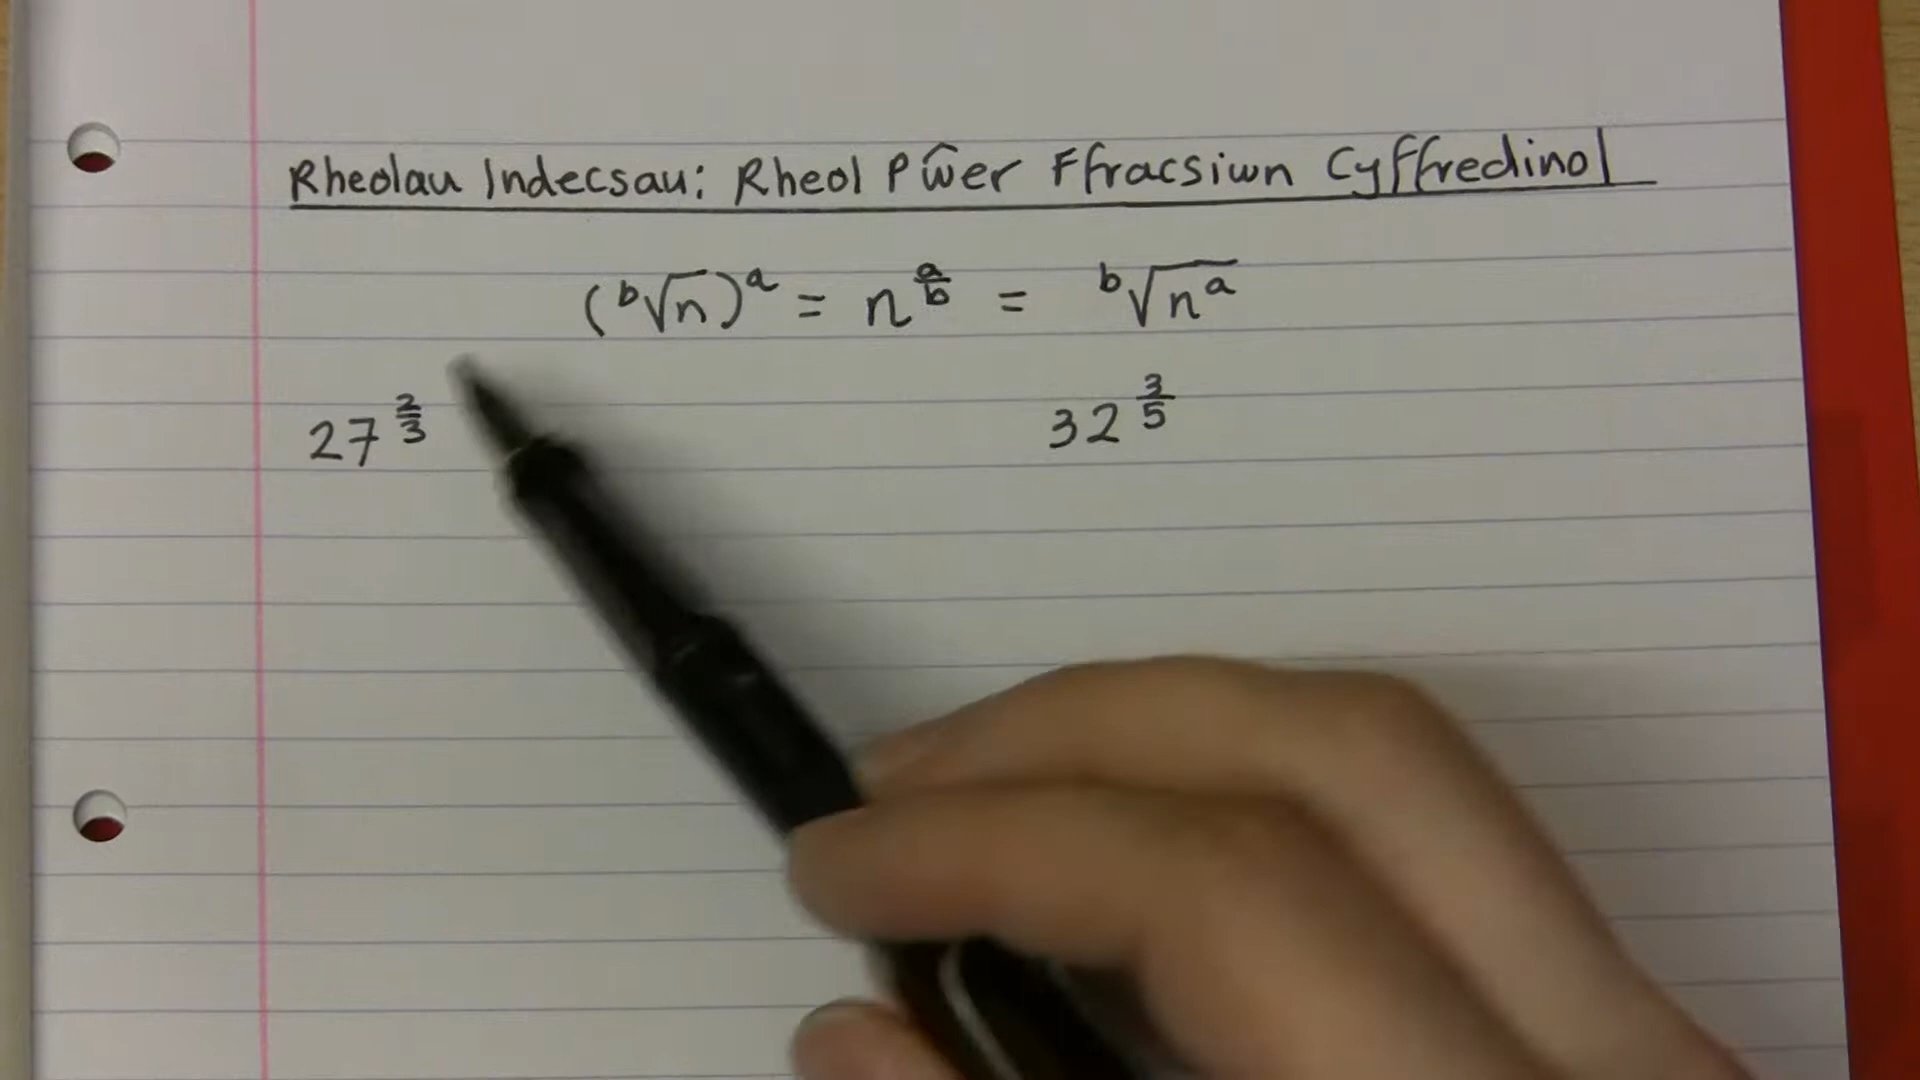 Rheolau Indecsau: Rheol Pŵer Ffracsiwn Cyffredinol
(ᵇ√n)ᵃ = n^(a/b) = ᵇ√(nᵃ)
27^(2/3) 32^(3/5)